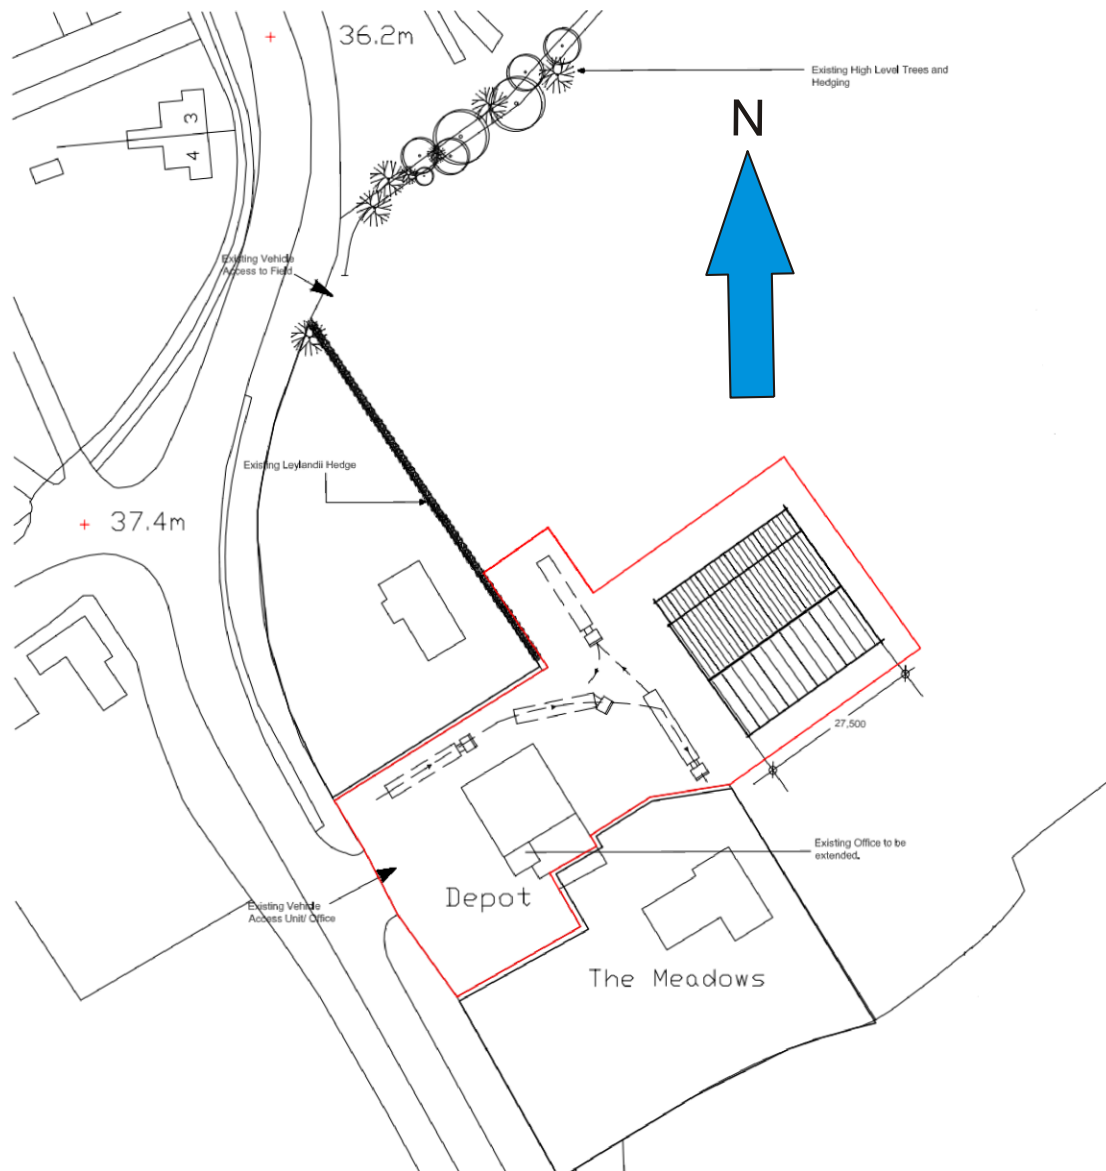 36.2m
Existing High Level Trees and
Hedging
N
3
4
Existing Vehicle
Access to Field
Existing Leylandii Hedge
37.4m
27,500
Existing Office to be
extended.
Depot
Existing Vehicle
Access Unit/ Office
The Meadows